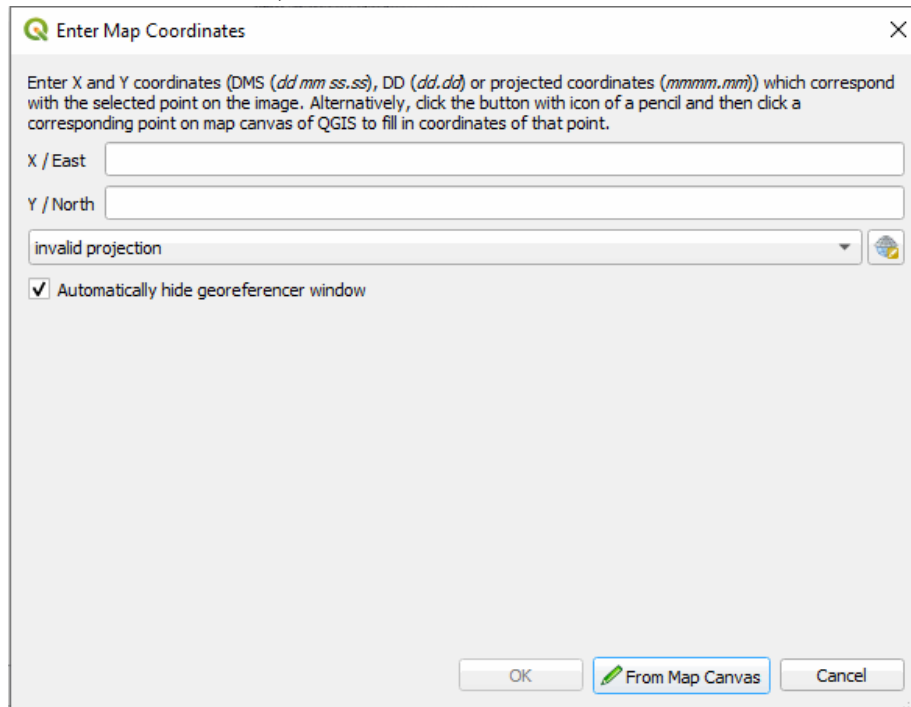 Enter Map Coordinates
Enter X and Y coordinates (DMS (dd mm ss.ss), DD (dd.dd) or projected coordinates (mmmm.mm)) which correspond
with the selected point on the image. Alternatively, click the button with icon of a pencil and then click a
corresponding point on map canvas of QGIS to fill in coordinates of that point.
X / East
Y / North
invalid projection
Automatically hide georeferencer window
OK
From Map Canvas
Cancel